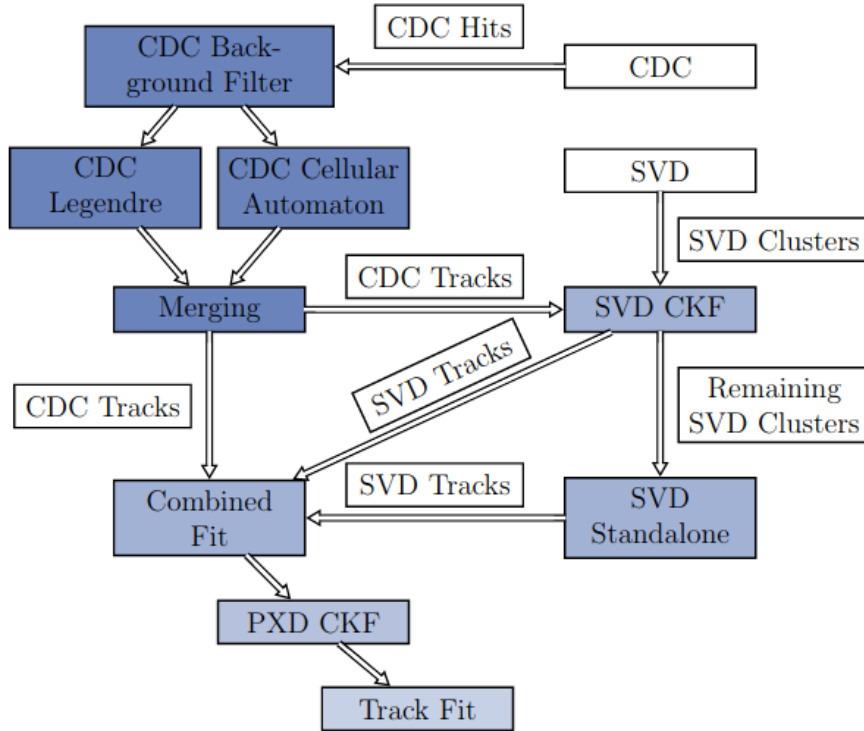 CDC Back-
ground Filter
CDC Hits
CDC
CDC
Legendre
CDC Cellular
Automaton
SVD
SVD Clusters
Merging
CDC Tracks
SVD CKF
CDC Tracks
SVD Tracks
Remaining
SVD Clusters
Combined
Fit
SVD Tracks
SVD
Standalone
PXD CKF
Track Fit